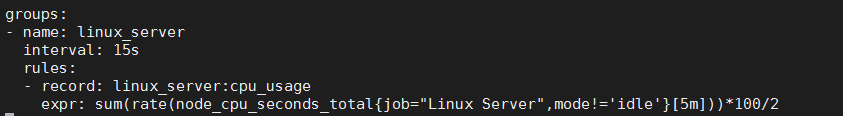 groups:
- name: linux_server
  interval: 15s
  rules:
  - record: linux_server:cpu_usage
    expr: sum(rate(node_cpu_seconds_total{job="Linux Server",mode!='idle'}[5m]))*100/2